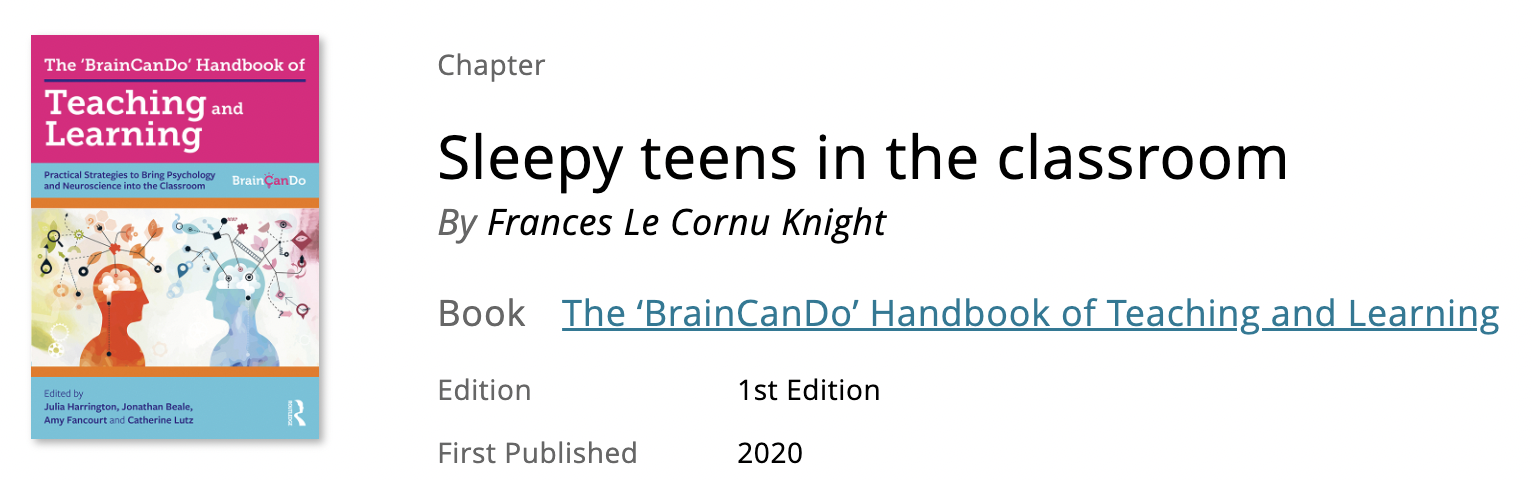 The ‘BrainCanDo’ Handbook of
Teaching and
Learning
Practical Strategies to Bring Psychology
and Neuroscience into the Classroom
BrainCanDo
Edited by
Julia Harrington, Jonathan Beale,
Amy Fancourt and Catherine Lutz
ROUTLEDGE
Chapter
Sleepy teens in the classroom
By Frances Le Cornu Knight
Book The ‘BrainCanDo’ Handbook of Teaching and Learning
Edition 1st Edition
First Published 2020